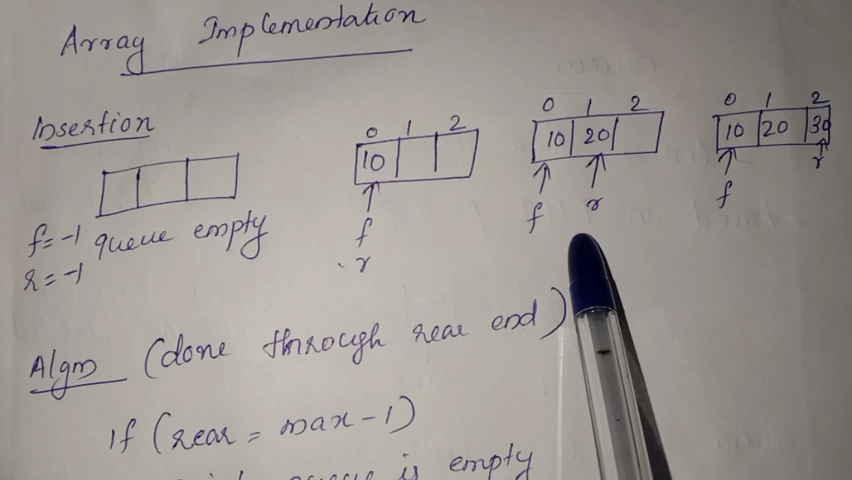 Array Implementation
Insertion
0 1 2
10
f
r
0 1 2
10 20
f r
0 1 2
10 20 30
f r
f=-1 queue empty
r=-1
Algm (done through rear end)
If (rear = max-1)
queue is empty